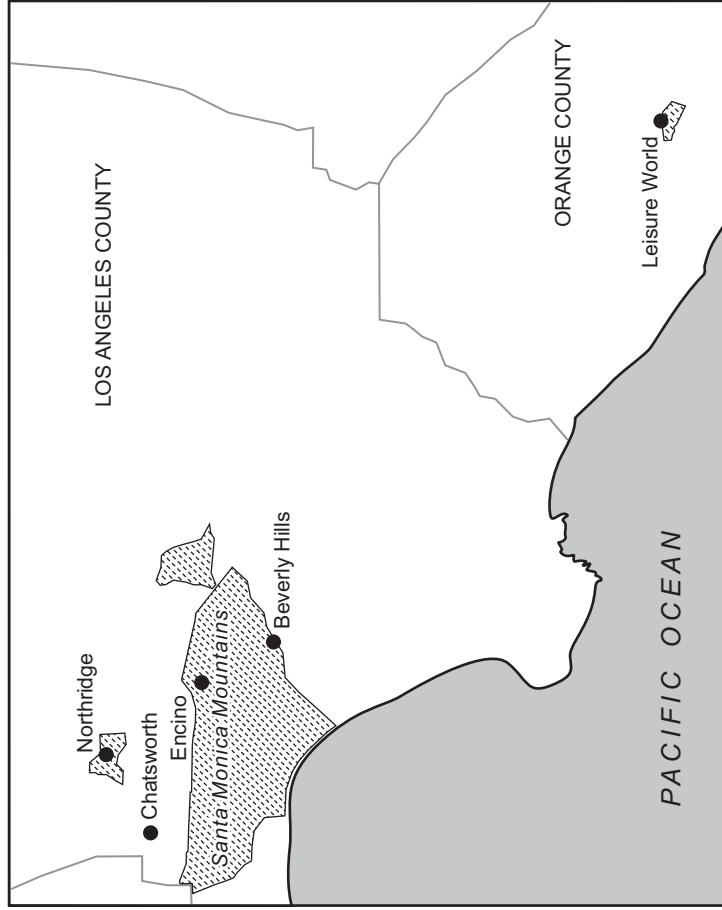 LOS ANGELES COUNTY
Northridge
Chatsworth
Encino
Santa Monica Mountains
Beverly Hills
ORANGE COUNTY
Leisure World
PACIFIC OCEAN